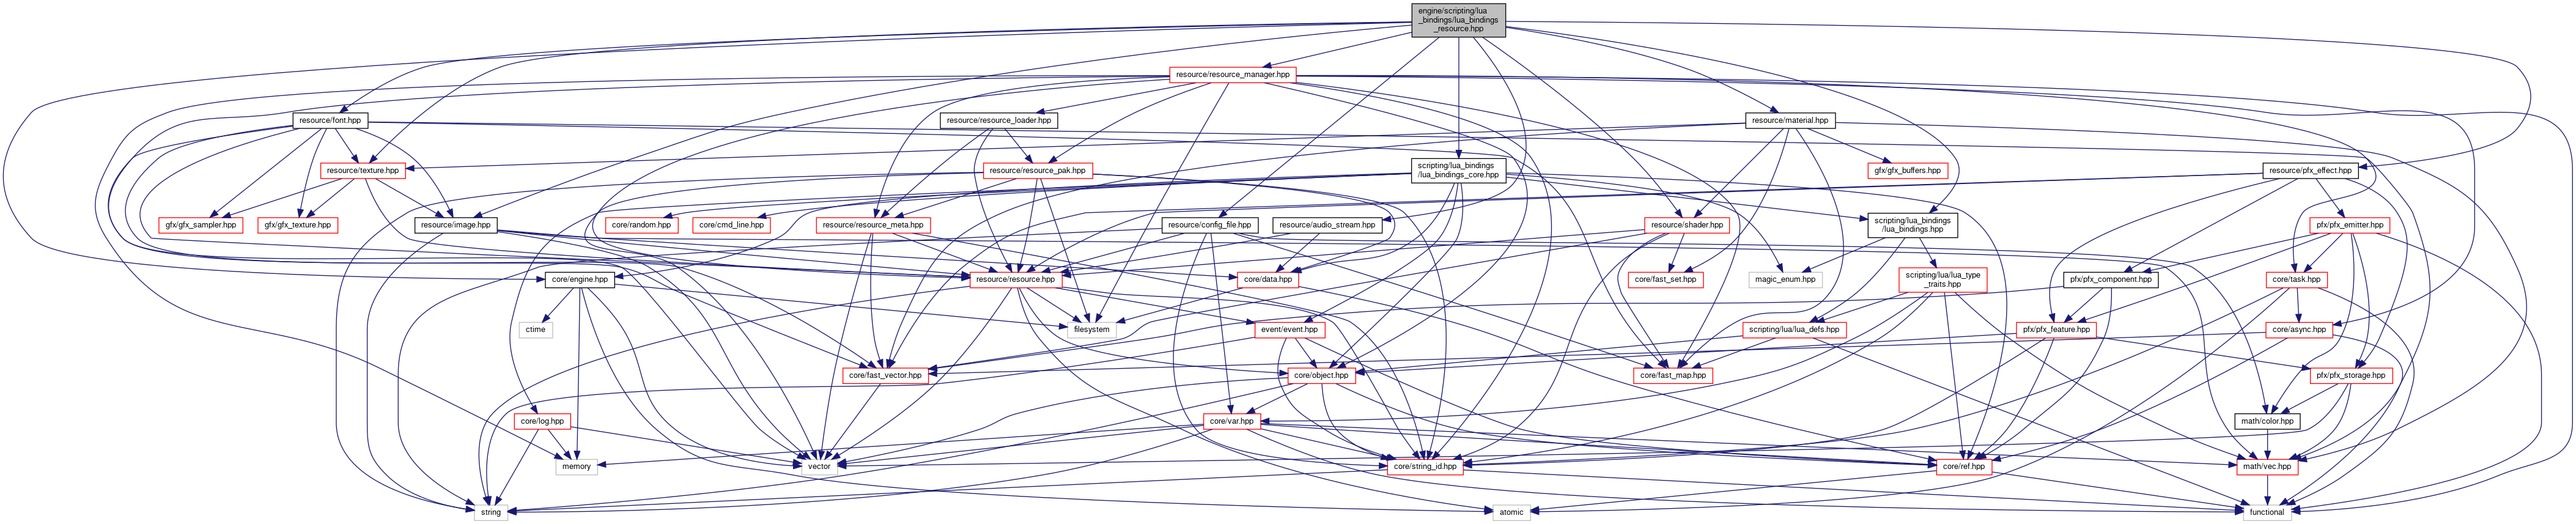 engine/scripting/lua
_bindings/lua_bindings
_resource.hpp
resource/resource_manager.hpp
resource/font.hpp
resource/resource_loader.hpp
resource/material.hpp
resource/texture.hpp
resource/resource_pak.hpp
scripting/lua_bindings
/lua_bindings_core.hpp
gfx/gfx_buffers.hpp
resource/pfx_effect.hpp
gfx/gfx_sampler.hpp
gfx/gfx_texture.hpp
resource/image.hpp
core/random.hpp
core/cmd_line.hpp
resource/resource_meta.hpp
resource/config_file.hpp
resource/audio_stream.hpp
resource/shader.hpp
scripting/lua_bindings
/lua_bindings.hpp
pfx/pfx_emitter.hpp
core/engine.hpp
resource/resource.hpp
core/data.hpp
core/fast_set.hpp
magic_enum.hpp
scripting/lua/lua_type
_traits.hpp
pfx/pfx_component.hpp
core/task.hpp
ctime
filesystem
event/event.hpp
scripting/lua/lua_defs.hpp
pfx/pfx_feature.hpp
core/async.hpp
core/fast_vector.hpp
core/object.hpp
core/fast_map.hpp
pfx/pfx_storage.hpp
core/log.hpp
core/var.hpp
math/color.hpp
memory
vector
core/string_id.hpp
core/ref.hpp
math/vec.hpp
string
atomic
functional